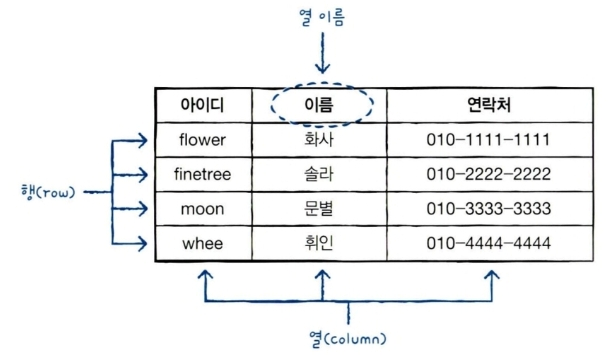 열 이름
아이디 이름 연락처
flower 화사 010-1111-1111
finetree 솔라 010-2222-2222
행(row)
moon 문별 010-3333-3333
whee 휘인 010-4444-4444
열(column)